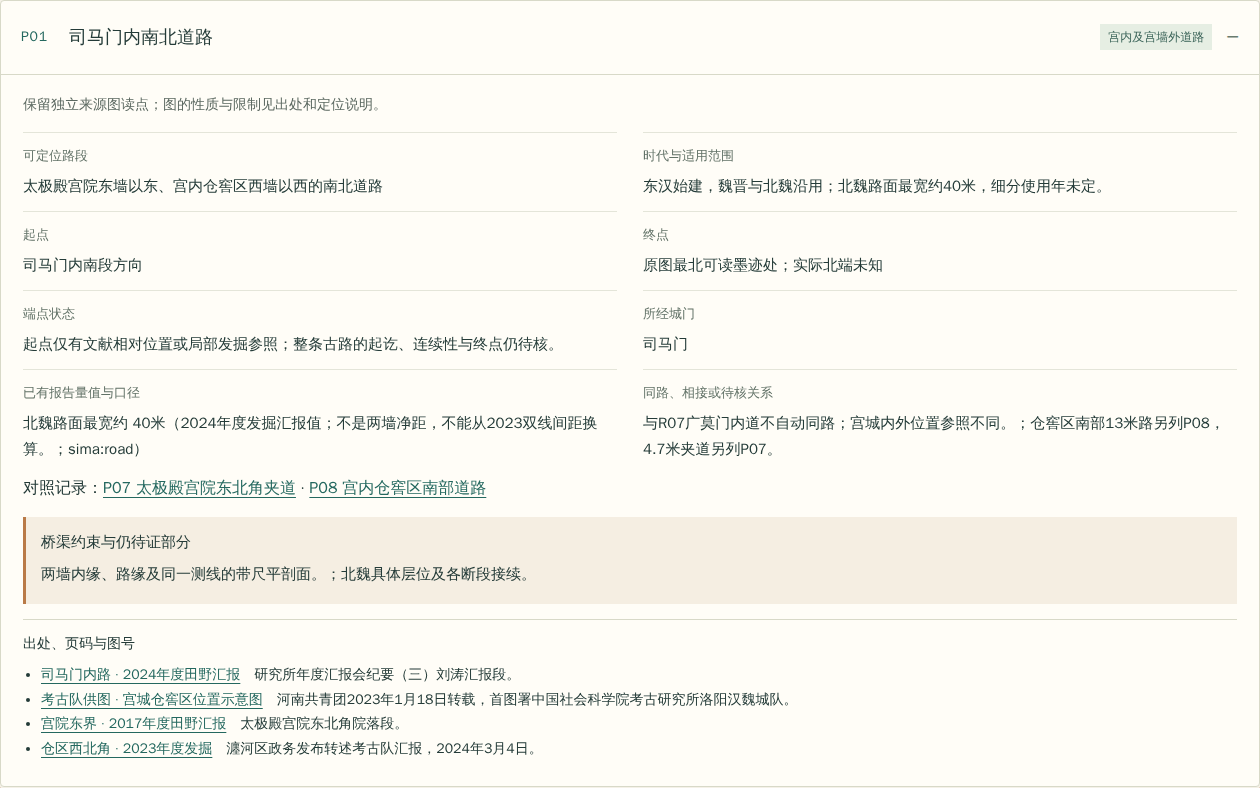 P01 司马门内南北道路 宫内及宫墙外道路 −
保留独立来源图读点；图的性质与限制见出处和定位说明。
可定位路段
太极殿宫院东墙以东、宫内仓窖区西墙以西的南北道路
时代与适用范围
东汉始建，魏晋与北魏沿用；北魏路面最宽约40米，细分使用年未定。
起点
司马门内南段方向
终点
原图最北可读墨迹处；实际北端未知
端点状态
起点仅有文献相对位置或局部发掘参照；整条古路的起讫、连续性与终点仍待核。
所经城门
司马门
已有报告量值与口径
北魏路面最宽约 40米（2024年度发掘汇报值；不是两墙净距，不能从2023双线间距换
算。；sima:road）
同路、相接或待核关系
与R07广莫门内道不自动同路；宫城内外位置参照不同。；仓窖区南部13米路另列P08，
4.7米夹道另列P07。
对照记录：P07 太极殿宫院东北角夹道 · P08 宫内仓窖区南部道路
桥渠约束与仍待证部分
两墙内缘、路缘及同一测线的带尺平剖面。；北魏具体层位及各断段接续。
出处、页码与图号
• 司马门内路 · 2024年度田野汇报 研究所年度汇报会纪要（三）刘涛汇报段。
• 考古队供图 · 宫城仓窖区位置示意图 河南共青团2023年1月18日转载，首图署中国社会科学院考古研究所洛阳汉魏城队。
• 宫院东界 · 2017年度田野汇报 太极殿宫院东北角院落段。
• 仓区西北角 · 2023年度发掘 瀍河区政务发布转述考古队汇报，2024年3月4日。